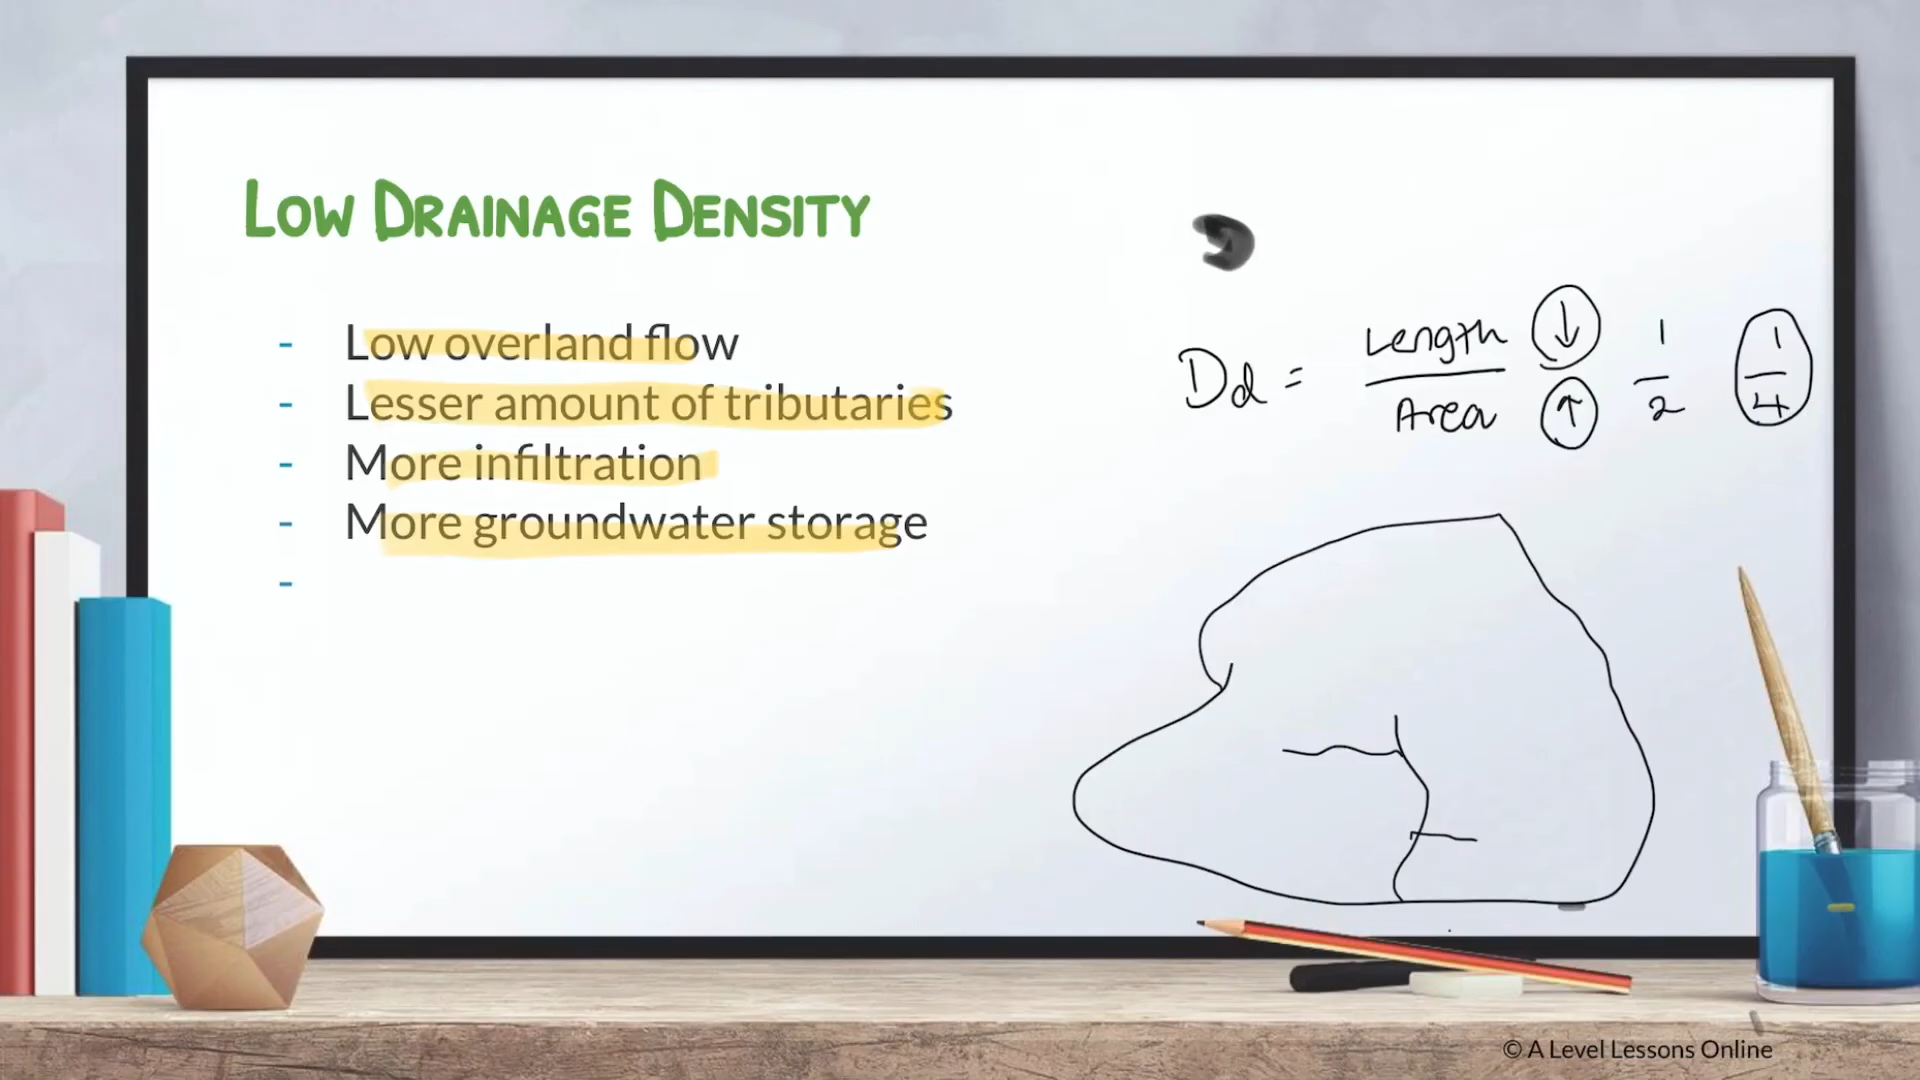 LOW DRAINAGE DENSITY
- Low overland flow
- Lesser amount of tributaries
- More infiltration
- More groundwater storage
-
Dd = Length ↓ / Area ↑ 1/2 1/4
© A Level Lessons Online